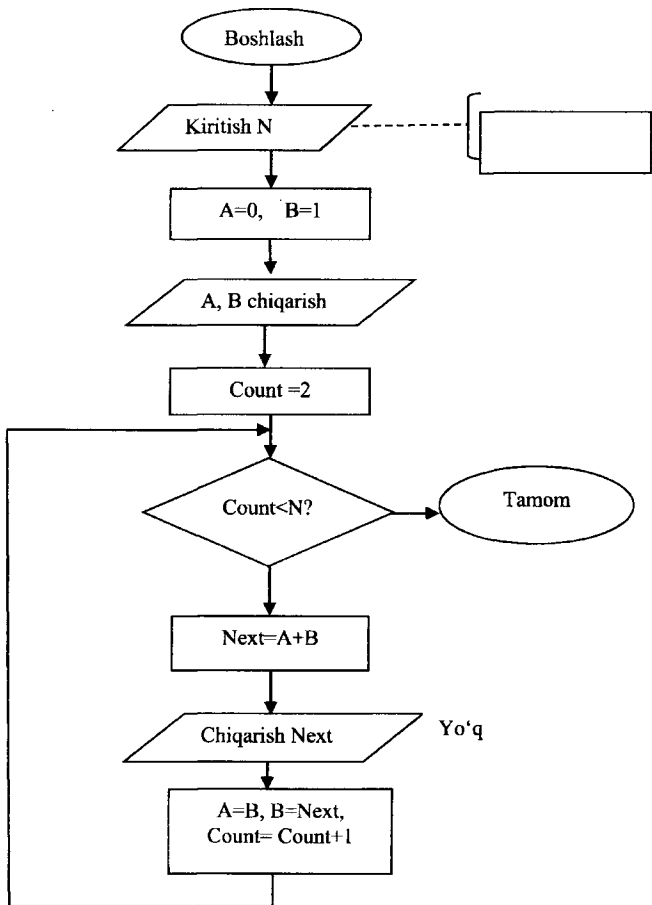 Boshlash
Kiritish N
A=0, B=1
A, B chiqarish
Count =2
Count<N?
Tamom
Next=A+B
Chiqarish Next
Yo‘q
A=B, B=Next,
Count= Count+1